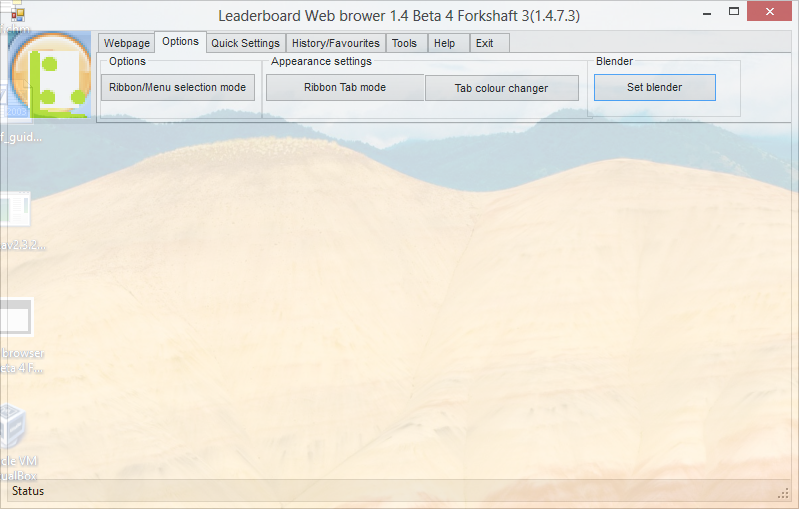 Leaderboard Web brower 1.4 Beta 4 Forkshaft 3(1.4.7.3)
Webpage Options Quick Settings History/Favourites Tools Help Exit
Options Appearance settings Blender
Ribbon/Menu selection mode Ribbon Tab mode Tab colour changer Set blender
f_guid...
av2.3.2...
browser
eta 4 F...
cle VM
ualBox
Status